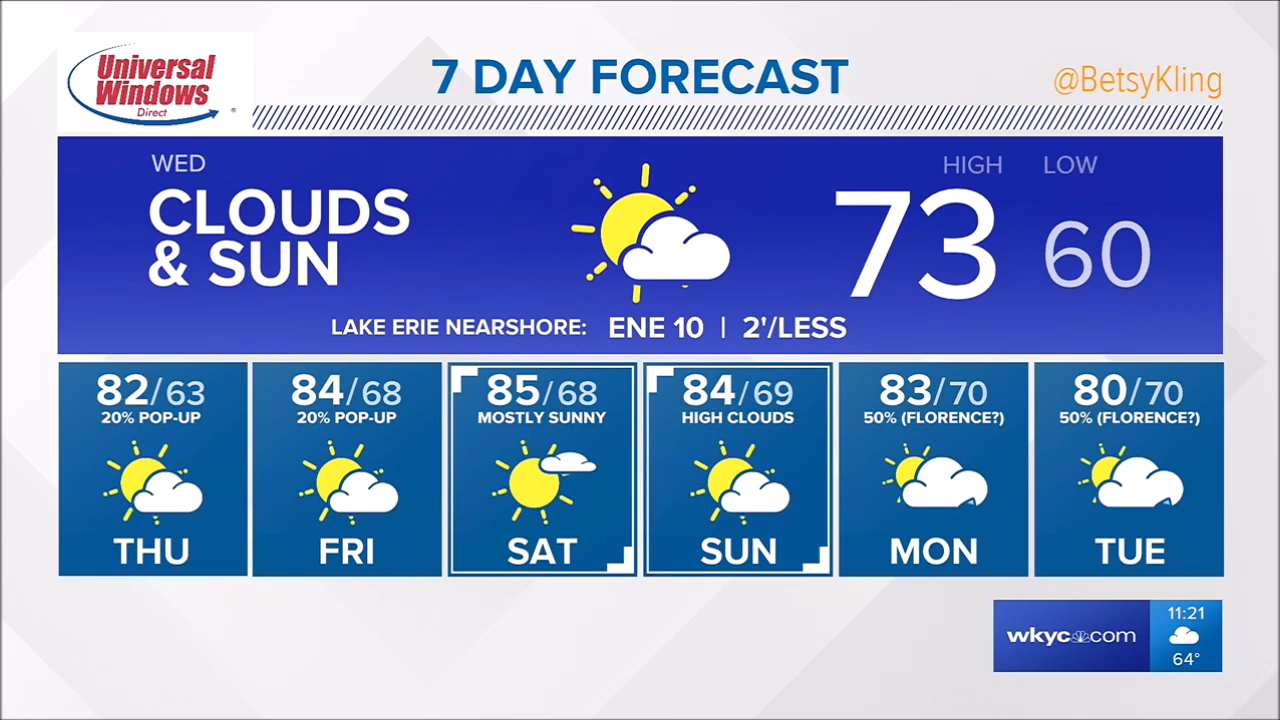 Universal
Windows
Direct
7 DAY FORECAST
@BetsyKling
WED
CLOUDS
& SUN
HIGH LOW
73 60
LAKE ERIE NEARSHORE: ENE 10 | 2'/LESS
82/63
20% POP-UP
THU
84/68
20% POP-UP
FRI
85/68
MOSTLY SUNNY
SAT
84/69
HIGH CLOUDS
SUN
83/70
50% (FLORENCE?)
MON
80/70
50% (FLORENCE?)
TUE
wkyc.com
11:21
64°